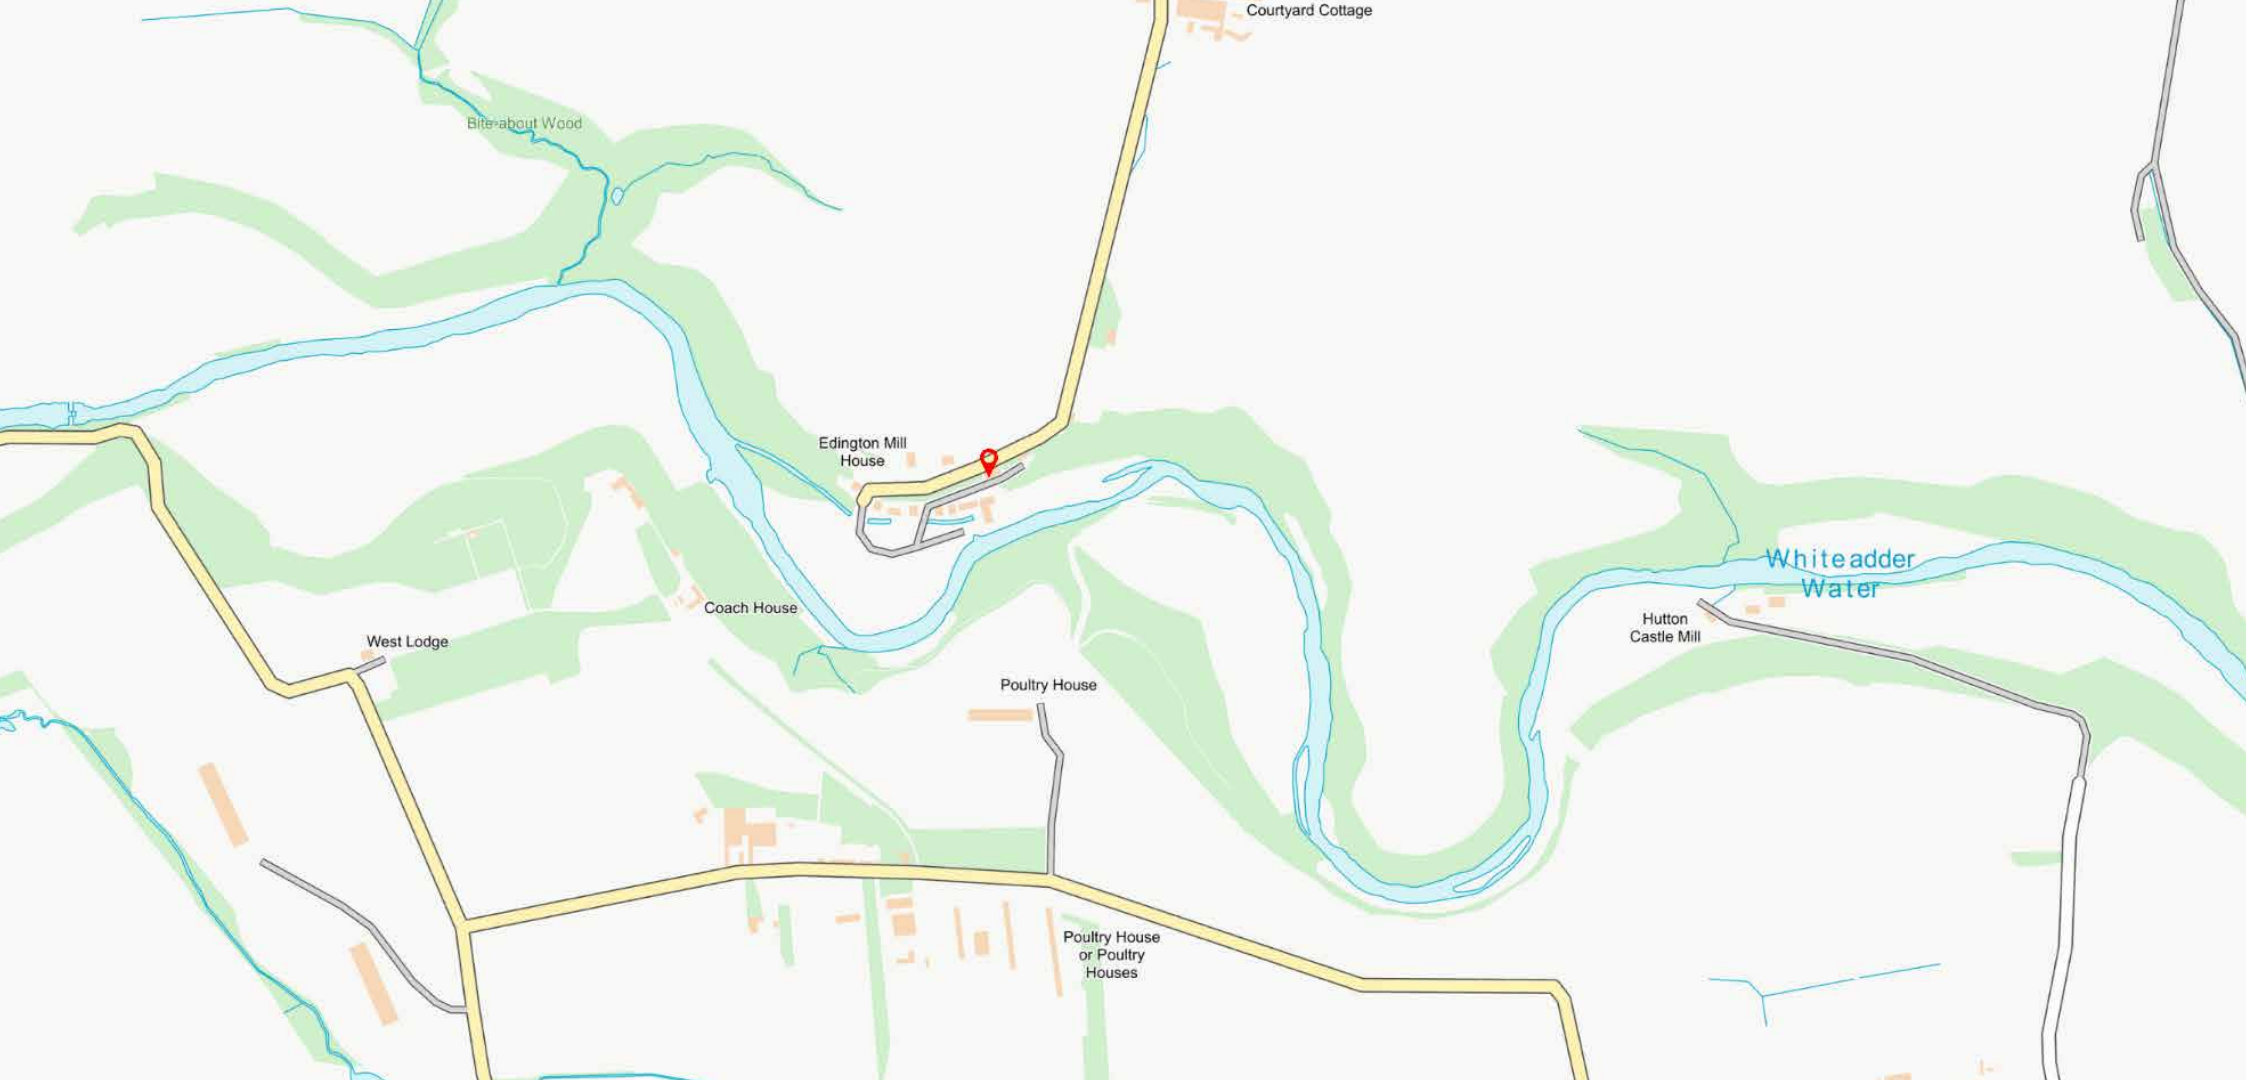 Courtyard Cottage
Bite-about Wood
Edington Mill
House
Whiteadder
Water
Coach House
Hutton
Castle Mill
West Lodge
Poultry House
Poultry House
or Poultry
Houses